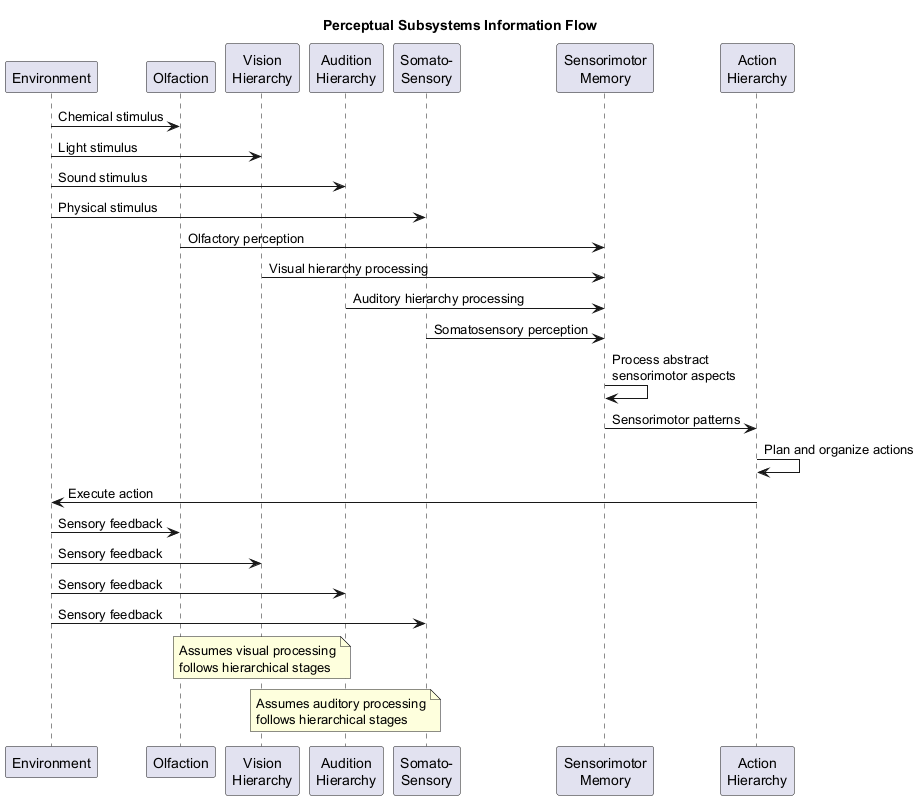 Perceptual Subsystems Information Flow
Environment
Olfaction
Vision
Hierarchy
Audition
Hierarchy
Somato-
Sensory
Sensorimotor
Memory
Action
Hierarchy
Chemical stimulus
Light stimulus
Sound stimulus
Physical stimulus
Olfactory perception
Visual hierarchy processing
Auditory hierarchy processing
Somatosensory perception
Process abstract
sensorimotor aspects
Sensorimotor patterns
Plan and organize actions
Execute action
Sensory feedback
Sensory feedback
Sensory feedback
Sensory feedback
Assumes visual processing
follows hierarchical stages
Assumes auditory processing
follows hierarchical stages
Environment
Olfaction
Vision
Hierarchy
Audition
Hierarchy
Somato-
Sensory
Sensorimotor
Memory
Action
Hierarchy